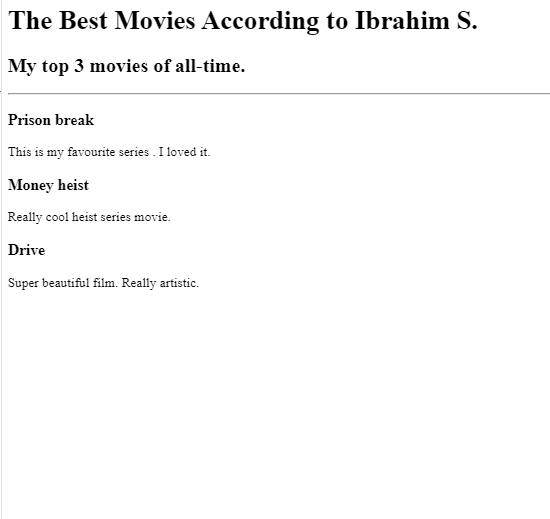 The Best Movies According to Ibrahim S.
My top 3 movies of all-time.
Prison break
This is my favourite series . I loved it.
Money heist
Really cool heist series movie.
Drive
Super beautiful film. Really artistic.